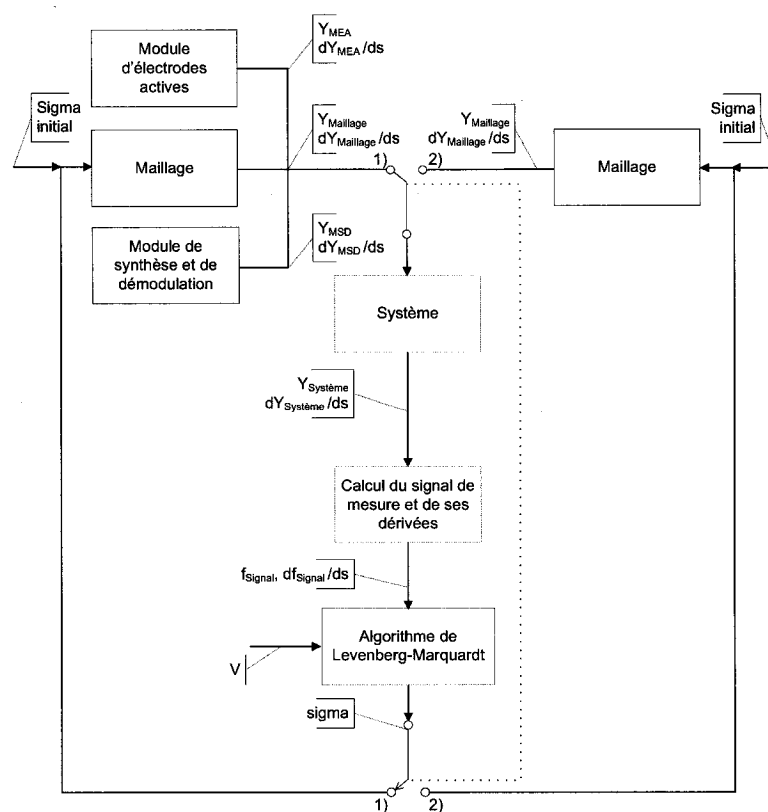 Module
d'électrodes
actives
Y_MEA
dY_MEA/ds
Sigma
initial
Maillage
Y_Maillage
dY_Maillage/ds
1)
2)
Y_Maillage
dY_Maillage/ds
Maillage
Sigma
initial
Module de
synthèse et de
démodulation
Y_MSD
dY_MSD/ds
Système
Y_Système
dY_Système/ds
Calcul du signal de
mesure et de ses
dérivées
f_Signal, df_Signal/ds
Algorithme de
Levenberg-Marquardt
V
sigma
1)
2)